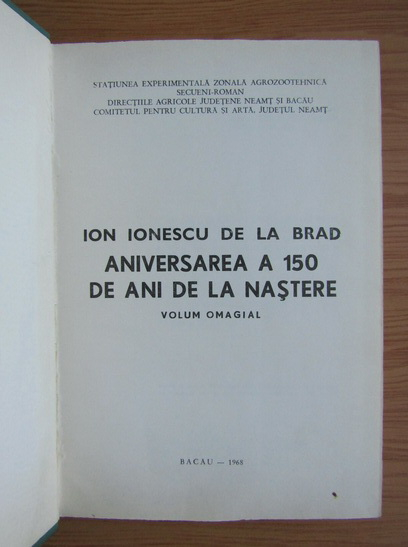 STAȚIUNEA EXPERIMENTALĂ ZONALĂ AGROZOOTEHNICĂ
SECUENI-ROMAN
DIRECȚIILE AGRICOLE JUDEȚENE NEAMȚ ȘI BACĂU
COMITETUL PENTRU CULTURĂ ȘI ARTĂ, JUDEȚUL NEAMȚ
ION IONESCU DE LA BRAD
ANIVERSAREA A 150
DE ANI DE LA NAȘTERE
VOLUM OMAGIAL
BACAU — 1968